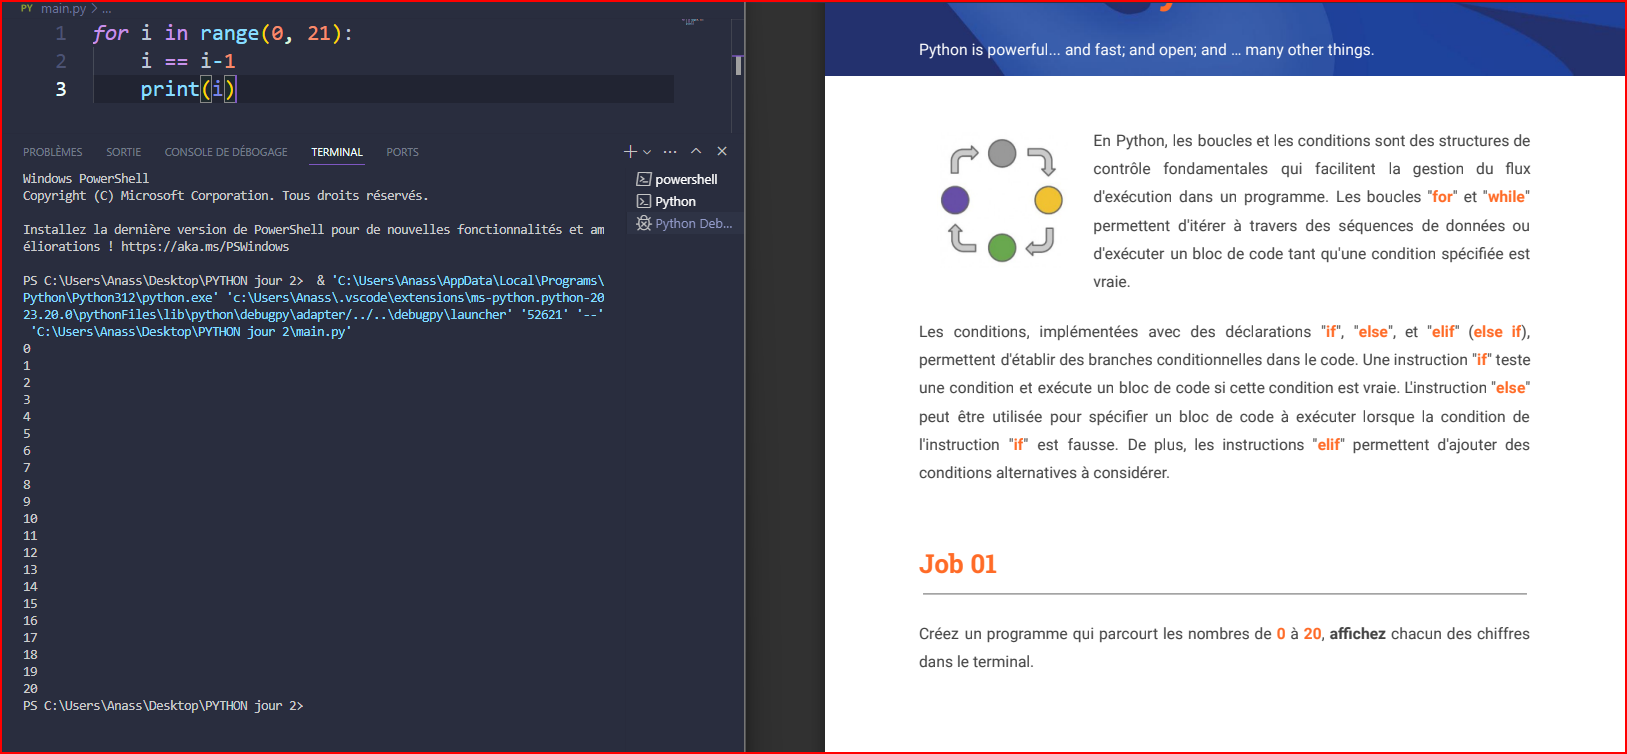 main.py > ...
1 for i in range(0, 21):
2 i == i-1
3 print(i)
PROBLÈMES SORTIE CONSOLE DE DÉBOGAGE TERMINAL PORTS
powershell
Python
Python Deb...
Windows PowerShell
Copyright (C) Microsoft Corporation. Tous droits réservés.
Installez la dernière version de PowerShell pour de nouvelles fonctionnalités et am
éliorations ! https://aka.ms/PSWindows
PS C:\Users\Anass\Desktop\PYTHON jour 2> & 'C:\Users\Anass\AppData\Local\Programs\
Python\Python312\python.exe' 'c:\Users\Anass\.vscode\extensions\ms-python.python-20
23.20.0\pythonFiles\lib\python\debugpy\adapter/../..\debugpy\launcher' '52621' '--'
'C:\Users\Anass\Desktop\PYTHON jour 2\main.py'
0
1
2
3
4
5
6
7
8
9
10
11
12
13
14
15
16
17
18
19
20
PS C:\Users\Anass\Desktop\PYTHON jour 2>
Python is powerful... and fast; and open; and ... many other things.
En Python, les boucles et les conditions sont des structures de
contrôle fondamentales qui facilitent la gestion du flux
d'exécution dans un programme. Les boucles "for" et "while"
permettent d'itérer à travers des séquences de données ou
d'exécuter un bloc de code tant qu'une condition spécifiée est
vraie.
Les conditions, implémentées avec des déclarations "if", "else", et "elif" (else if),
permettent d'établir des branches conditionnelles dans le code. Une instruction "if" teste
une condition et exécute un bloc de code si cette condition est vraie. L'instruction "else"
peut être utilisée pour spécifier un bloc de code à exécuter lorsque la condition de
l'instruction "if" est fausse. De plus, les instructions "elif" permettent d'ajouter des
conditions alternatives à considérer.
Job 01
Créez un programme qui parcourt les nombres de 0 à 20, affichez chacun des chiffres
dans le terminal.